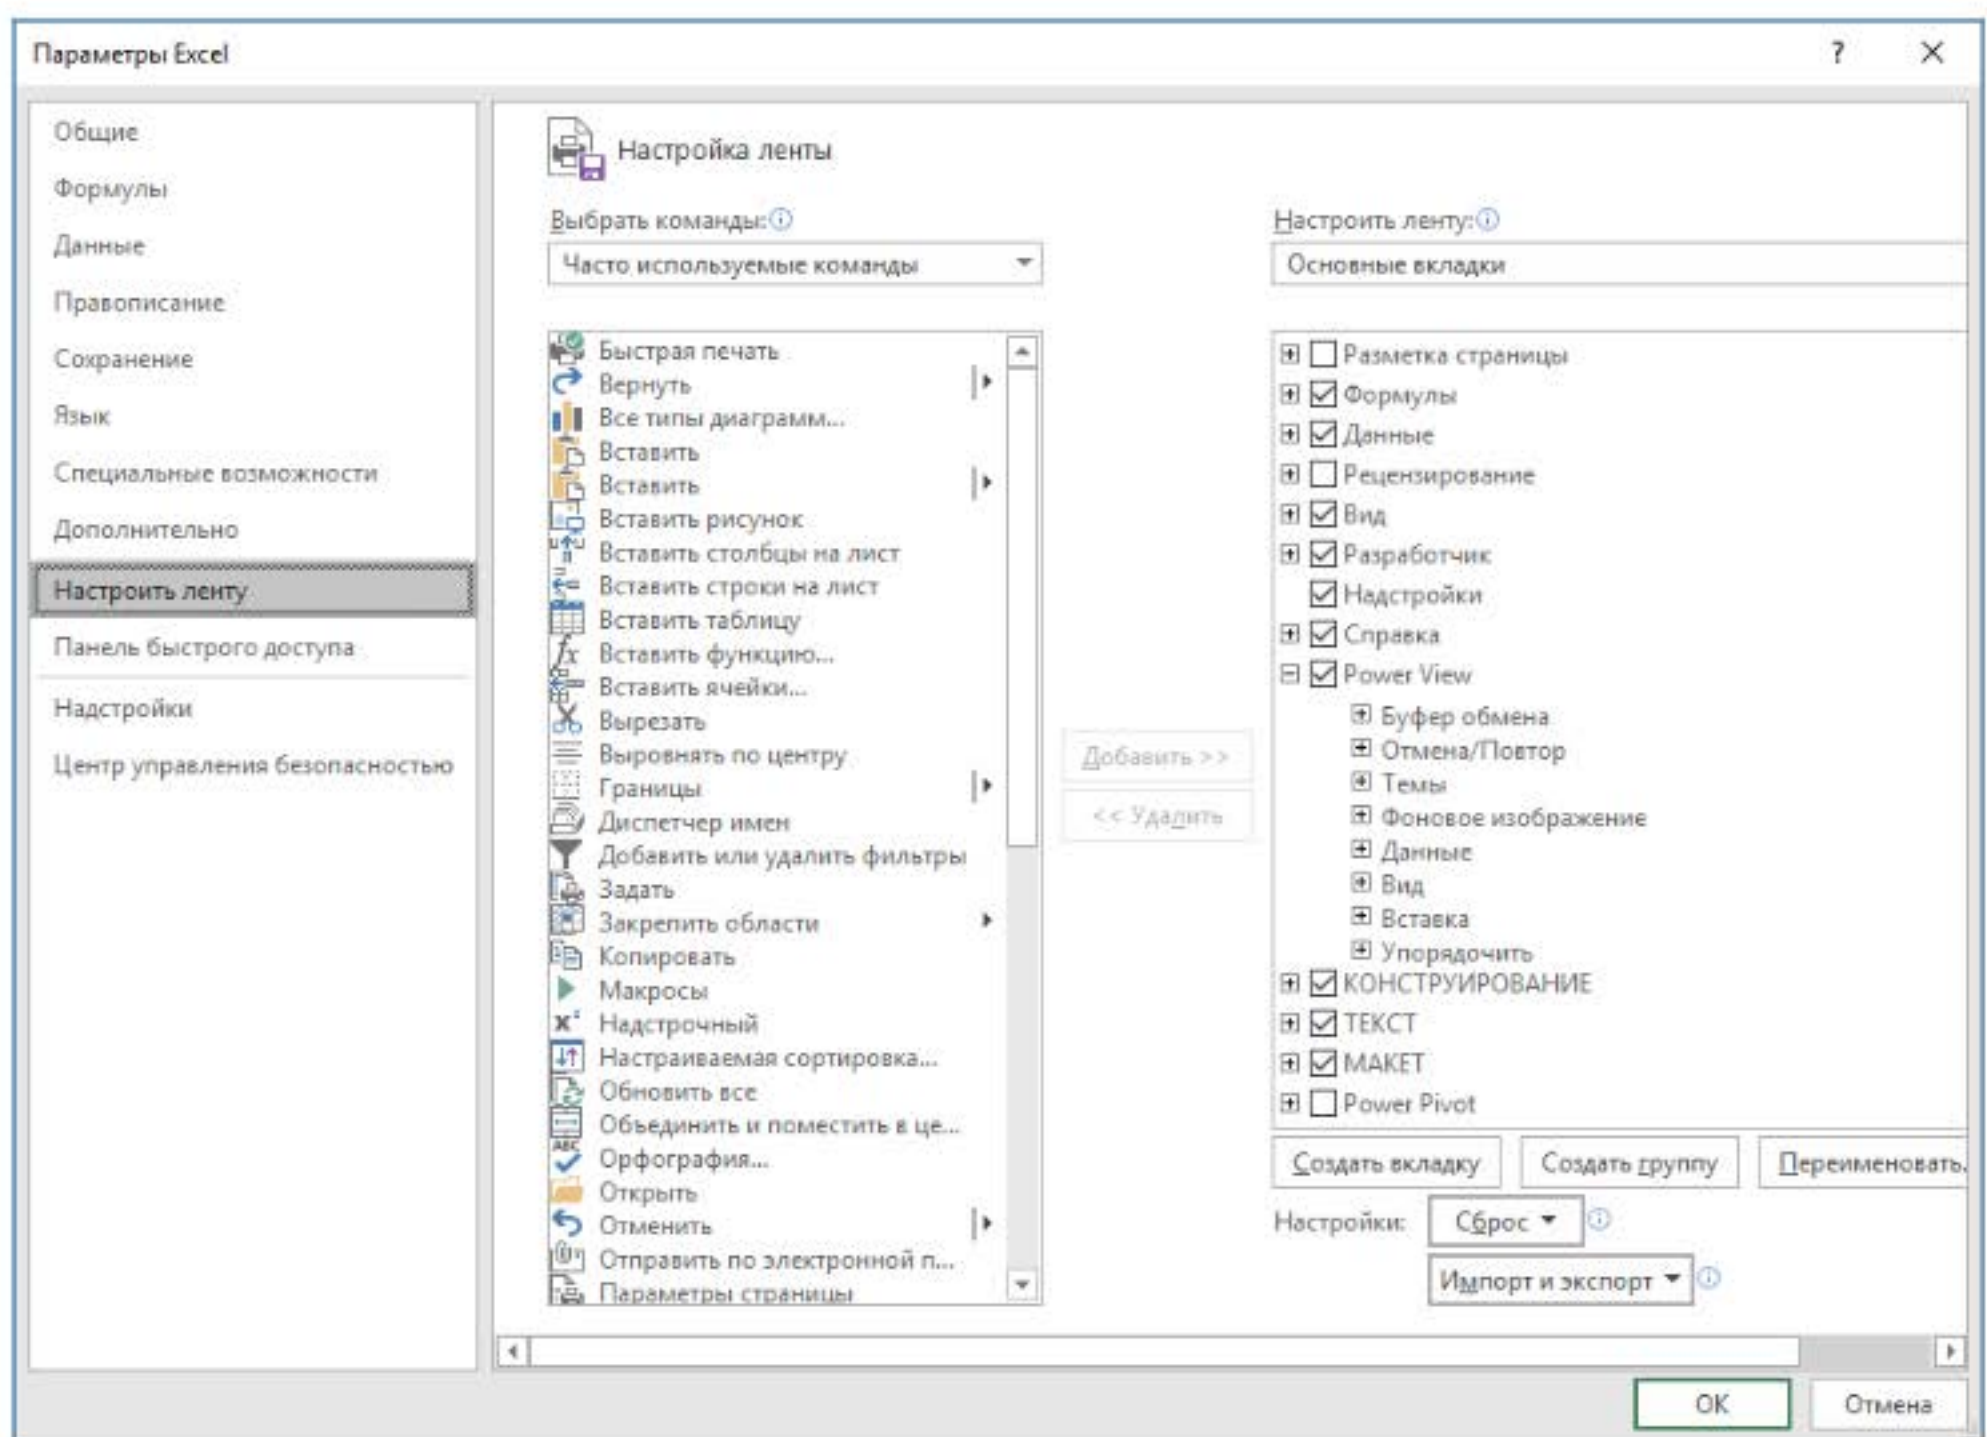 Параметры Excel
?
Общие
Формулы
Данные
Правописание
Сохранение
Язык
Специальные возможности
Дополнительно
Настроить ленту
Панель быстрого доступа
Надстройки
Центр управления безопасностью
Настройка ленты
Выбрать команды:
Часто используемые команды
Быстрая печать
Вернуть
Все типы диаграмм...
Вставить
Вставить
Вставить рисунок
Вставить столбцы на лист
Вставить строки на лист
Вставить таблицу
fx Вставить функцию...
Вставить ячейки...
Вырезать
Выровнять по центру
Границы
Диспетчер имен
Добавить или удалить фильтры
Задать
Закрепить области
Копировать
Макросы
Надстрочный
Настраиваемая сортировка...
Обновить все
Объединить и поместить в це...
ABC
Орфография...
Открыть
Отменить
Отправить по электронной п...
Параметры страницы
Добавить >>
<< Удалить
Настроить ленту:
Основные вкладки
Разметка страницы
Формулы
Данные
Рецензирование
Вид
Разработчик
Надстройки
Справка
Power View
Буфер обмена
Отмена/Повтор
Темы
Фоновое изображение
Данные
Вид
Вставка
Упорядочить
КОНСТРУИРОВАНИЕ
ТЕКСТ
МАКЕТ
Power Pivot
Создать вкладку
Создать группу
Переименовать.
Настройки:
Сброс
Импорт и экспорт
ОК
Отмена